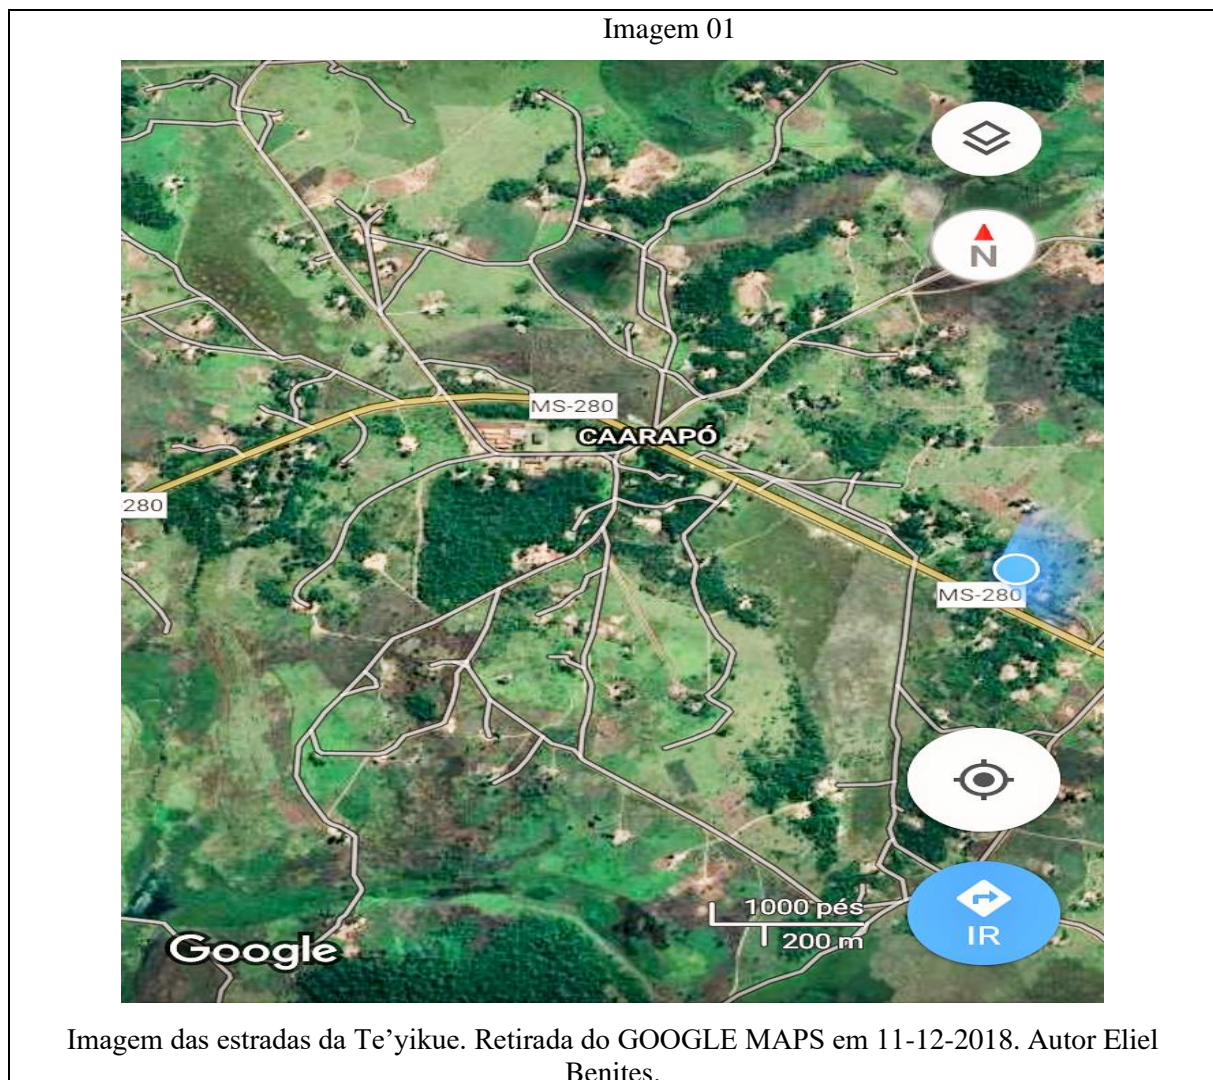 Imagem 01
N
MS-280
CAARAPÓ
280
MS-280
1000 pés
200 m
IR
Google
Imagem das estradas da Te’yikue. Retirada do GOOGLE MAPS em 11-12-2018. Autor Eliel
Benites.